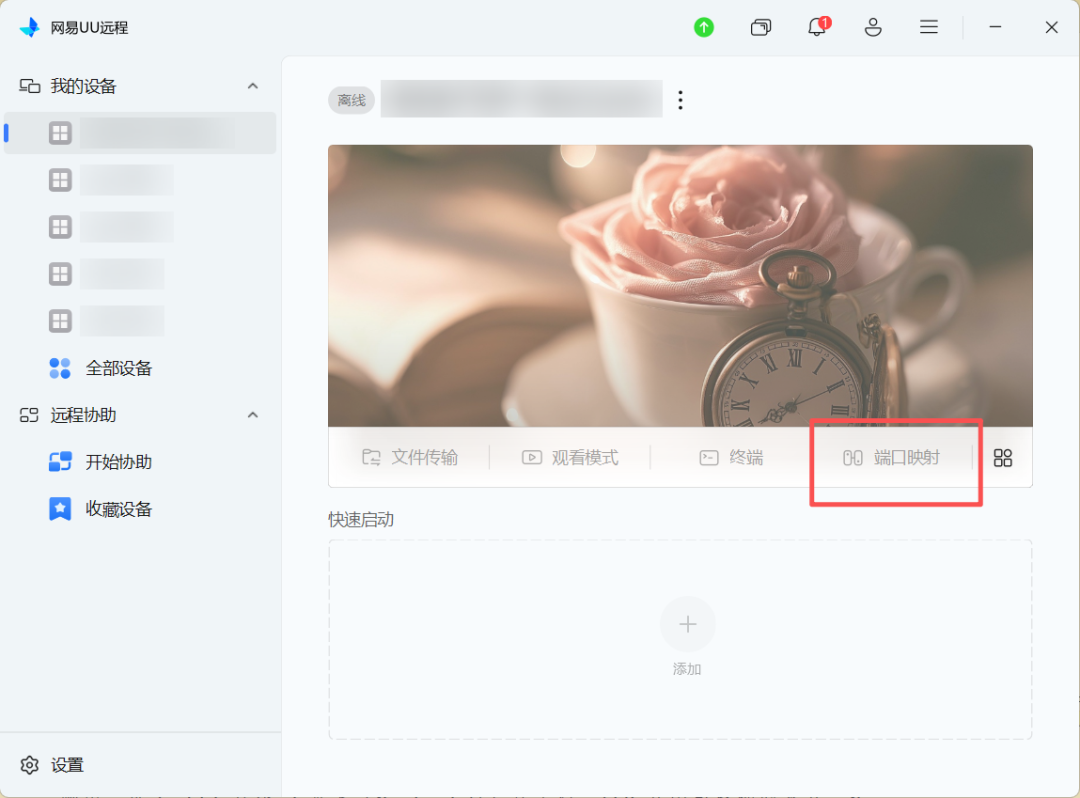 网易UU远程
1
我的设备
全部设备
远程协助
开始协助
收藏设备
设置
离线
文件传输
观看模式
终端
端口映射
快速启动
添加